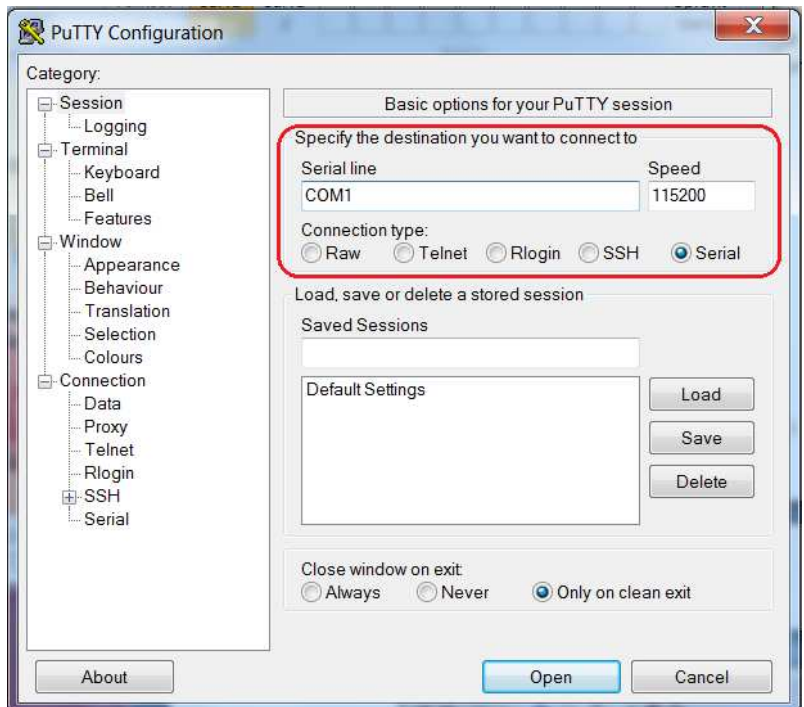 PuTTY Configuration
Category:
Session
Logging
Terminal
Keyboard
Bell
Features
Window
Appearance
Behaviour
Translation
Selection
Colours
Connection
Data
Proxy
Telnet
Rlogin
SSH
Serial
Basic options for your PuTTY session
Specify the destination you want to connect to
Serial line Speed
COM1 115200
Connection type:
Raw Telnet Rlogin SSH Serial
Load, save or delete a stored session
Saved Sessions
Default Settings
Load
Save
Delete
Close window on exit:
Always Never Only on clean exit
About Open Cancel